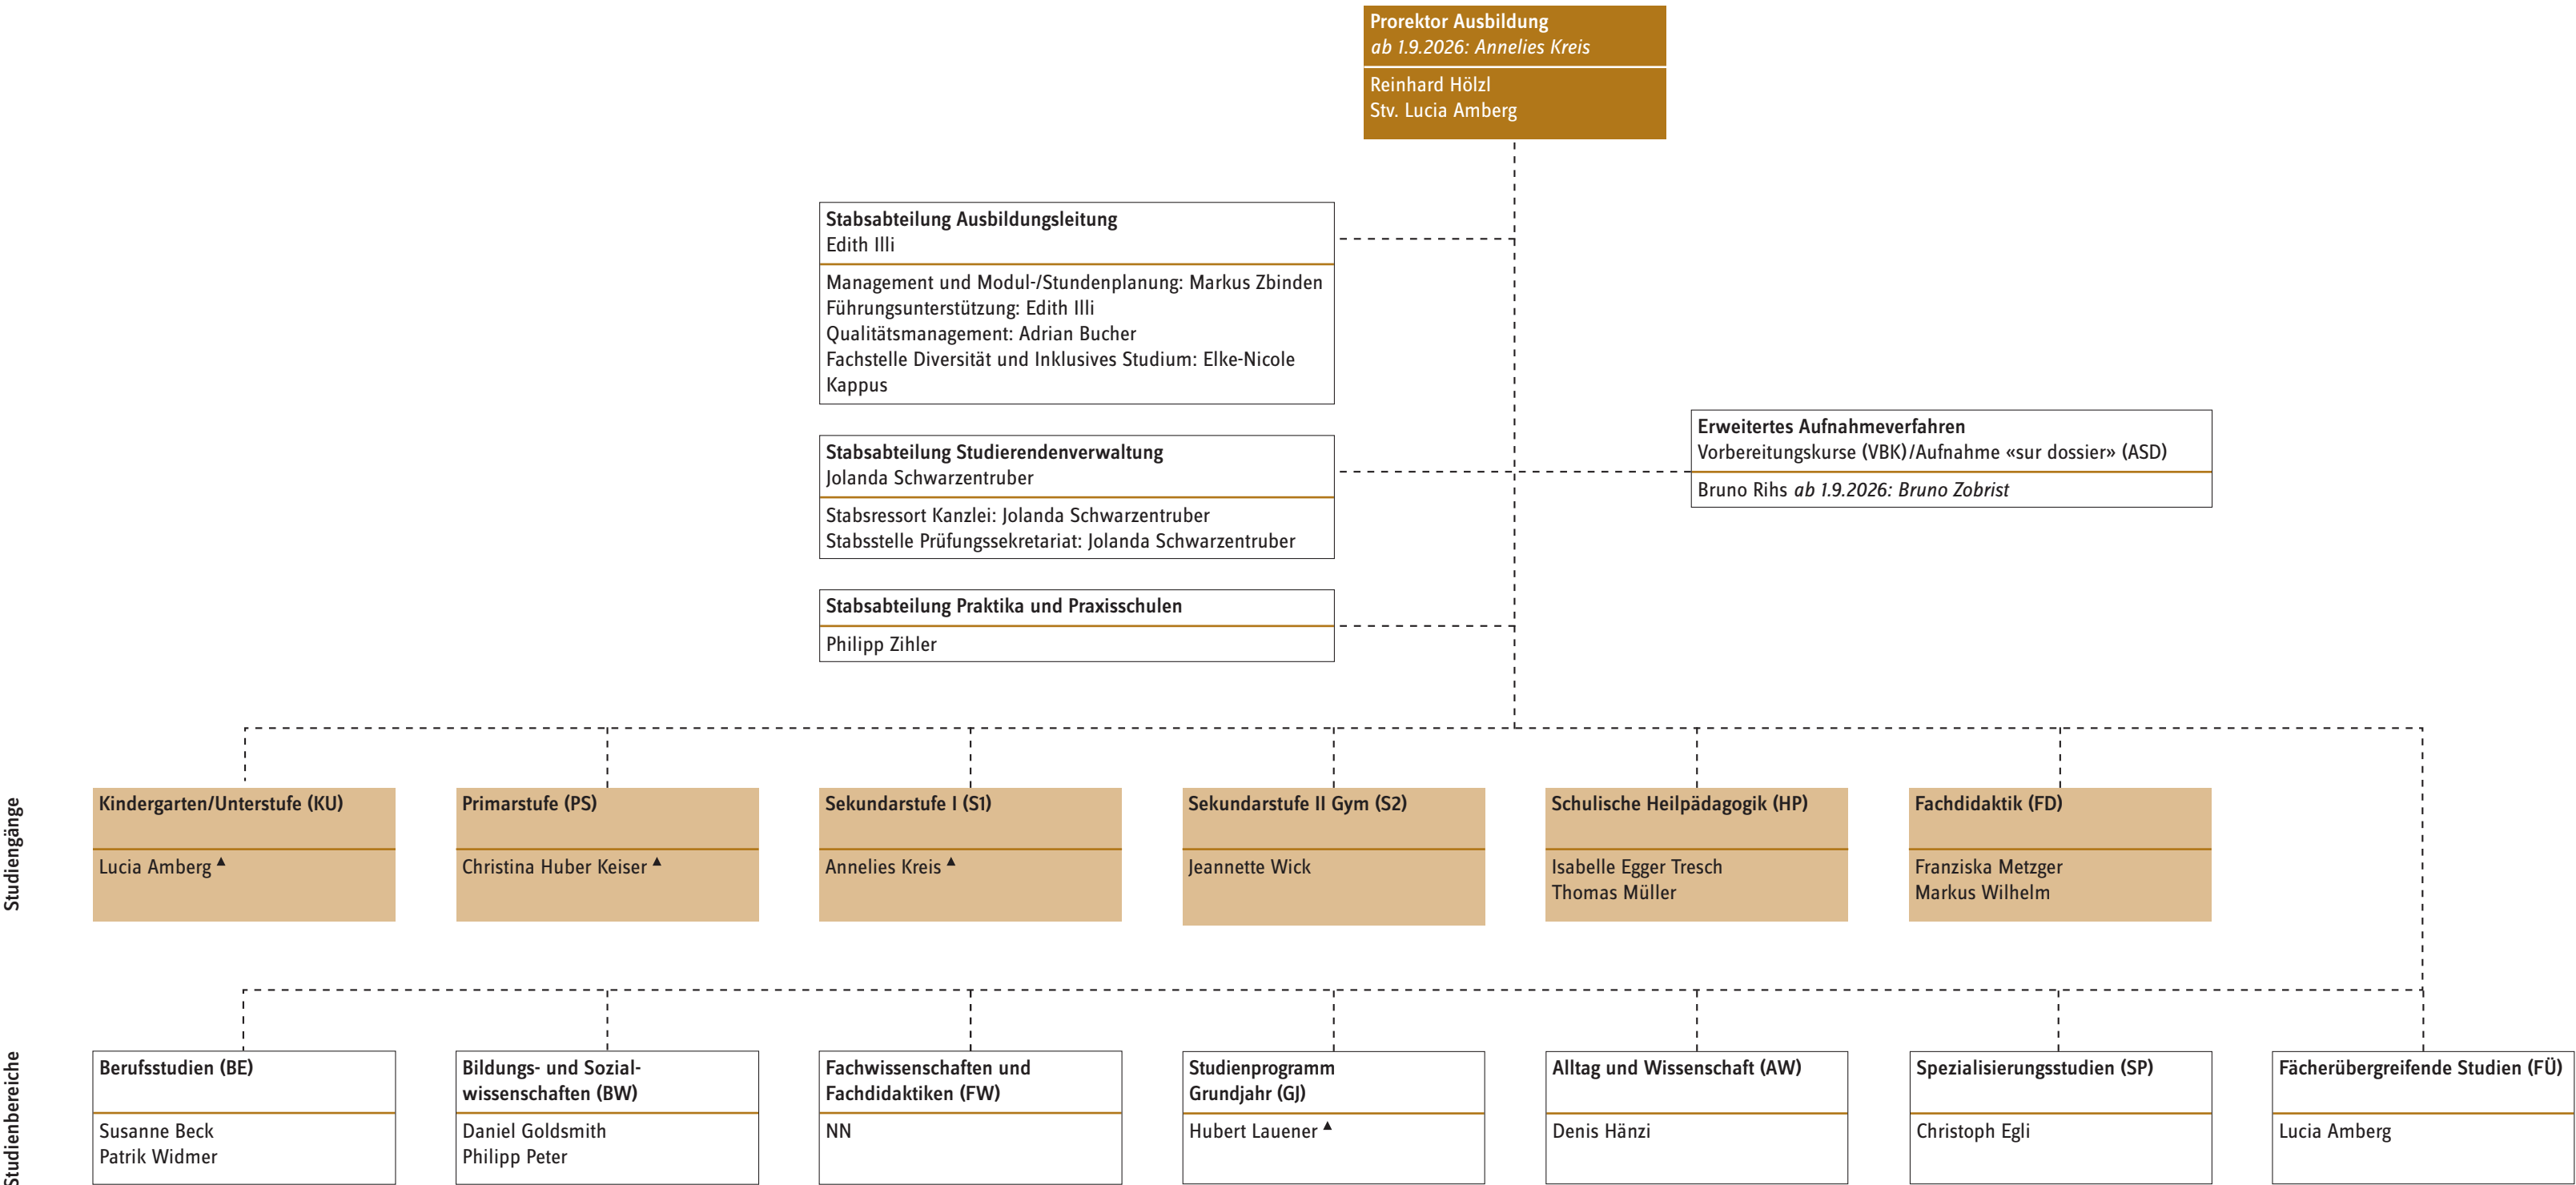 Prorektor Ausbildung
ab 1.9.2026: Annelies Kreis
Reinhard Hölzl
Stv. Lucia Amberg
Stabsabteilung Ausbildungsleitung
Edith Illi
Management und Modul-/Stundenplanung: Markus Zbinden
Führungsunterstützung: Edith Illi
Qualitätsmanagement: Adrian Bucher
Fachstelle Diversität und Inklusives Studium: Elke-Nicole
Kappus
Stabsabteilung Studierendenverwaltung
Jolanda Schwarzentruber
Stabsressort Kanzlei: Jolanda Schwarzentruber
Stabsstelle Prüfungssekretariat: Jolanda Schwarzentruber
Erweitertes Aufnahmeverfahren
Vorbereitungskurse (VBK)/Aufnahme «sur dossier» (ASD)
Bruno Rihs ab 1.9.2026: Bruno Zobrist
Stabsabteilung Praktika und Praxisschulen
Philipp Zihler
Studiengänge
Kindergarten/Unterstufe (KU)
Lucia Amberg ▲
Primarstufe (PS)
Christina Huber Keiser ▲
Sekundarstufe I (S1)
Annelies Kreis ▲
Sekundarstufe II Gym (S2)
Jeannette Wick
Schulische Heilpädagogik (HP)
Isabelle Egger Tresch
Thomas Müller
Fachdidaktik (FD)
Franziska Metzger
Markus Wilhelm
Studienbereiche
Berufsstudien (BE)
Susanne Beck
Patrik Widmer
Bildungs- und Sozial-
wissenschaften (BW)
Daniel Goldsmith
Philipp Peter
Fachwissenschaften und
Fachdidaktiken (FW)
NN
Studienprogramm
Grundjahr (GJ)
Hubert Lauener ▲
Alltag und Wissenschaft (AW)
Denis Hänzi
Spezialisierungsstudien (SP)
Christoph Egli
Fächerübergreifende Studien (FÜ)
Lucia Amberg